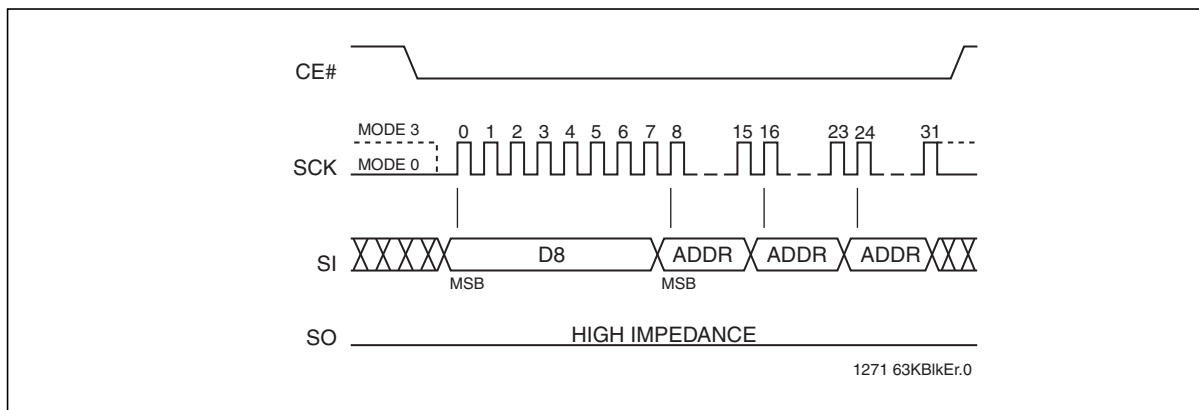 CE#
MODE 3
0 1 2 3 4 5 6 7 8 15 16 23 24 31
SCK
MODE 0
SI
D8 ADDR ADDR ADDR
MSB MSB
SO
HIGH IMPEDANCE
1271 63KBlkEr.0